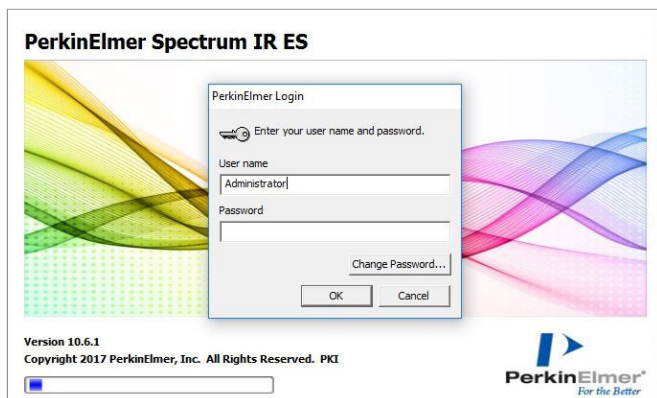 PerkinElmer Spectrum IR ES
PerkinElmer Login
Enter your user name and password.
User name
Administrator
Password
Change Password...
OK
Cancel
Version 10.6.1
Copyright 2017 PerkinElmer, Inc. All Rights Reserved. PKI
PerkinElmer®
For the Better